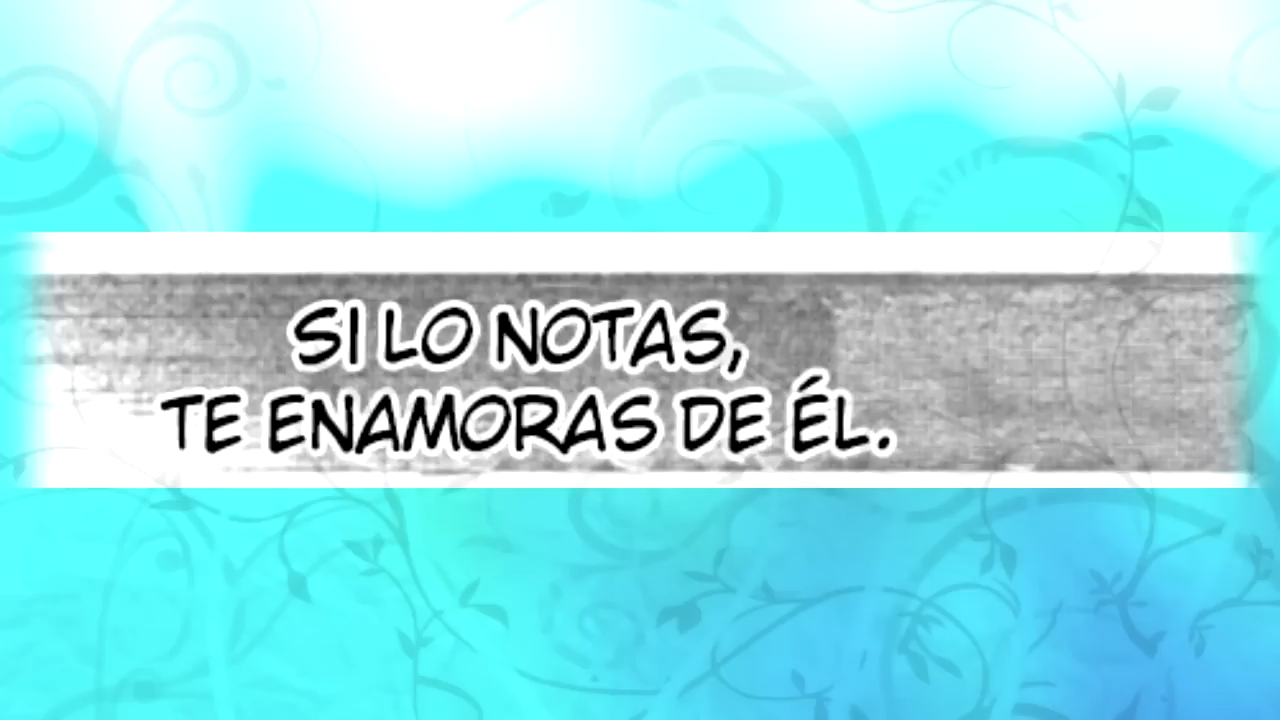 SI LO NOTAS,
TE ENAMORAS DE ÉL.